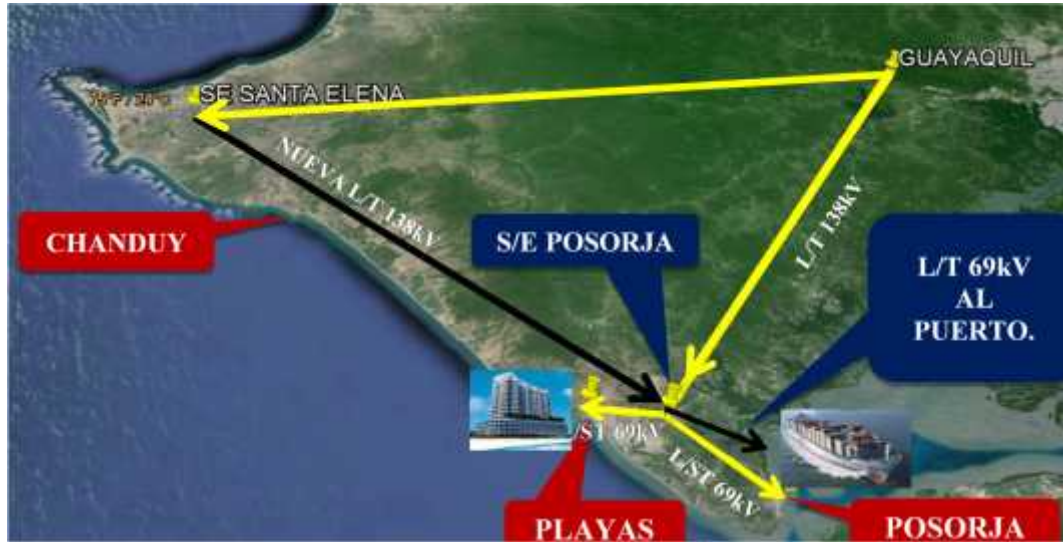 GUAYAQUIL
SE SANTA ELENA
NUEVA L/T 138kV
L/T 138kV
CHANDUY
S/E POSORJA
L/T 69kV
AL
PUERTO.
/ST 69kV
L/ST 69kV
PLAYAS
POSORJA